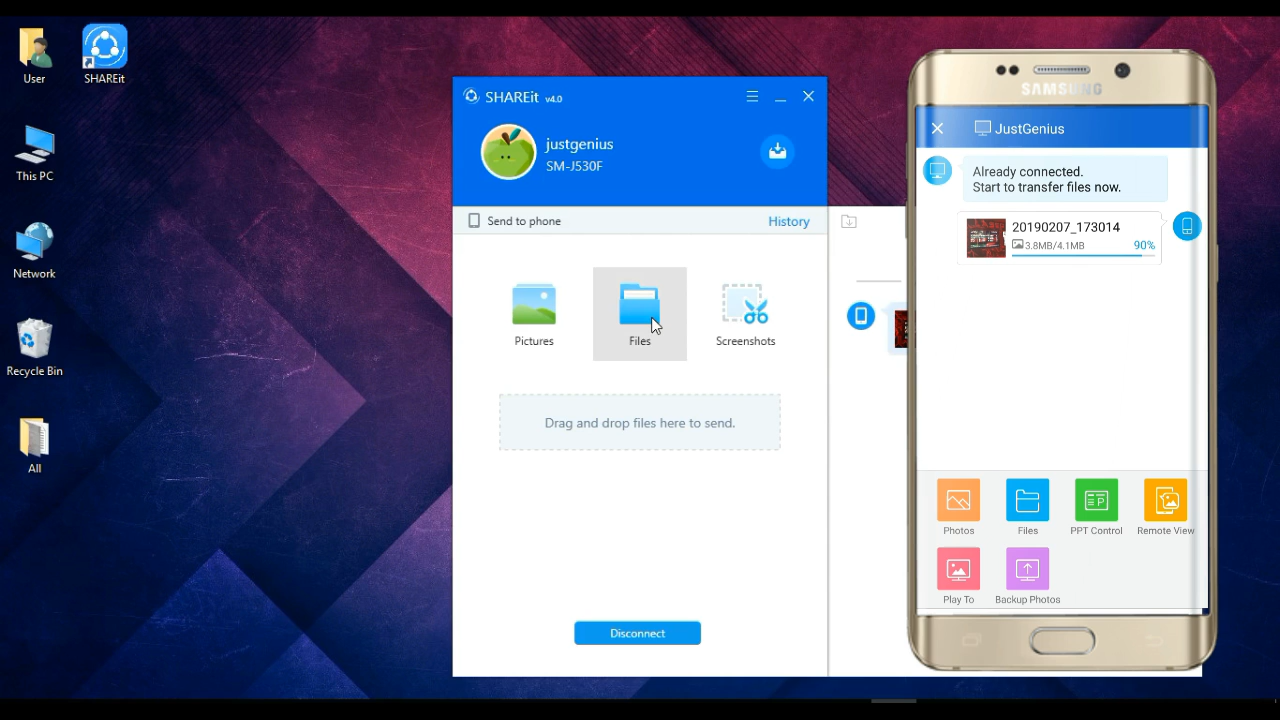 User
SHAREit
This PC
Network
Recycle Bin
All
SHAREit v4.0
justgenius
SM-J530F
Send to phone
History
Pictures
Files
Screenshots
Drag and drop files here to send.
Disconnect
SAMSUNG
JustGenius
Already connected.
Start to transfer files now.
20190207_173014
3.8MB/4.1MB
90%
Photos
Files
PPT Control
Remote View
Play To
Backup Photos